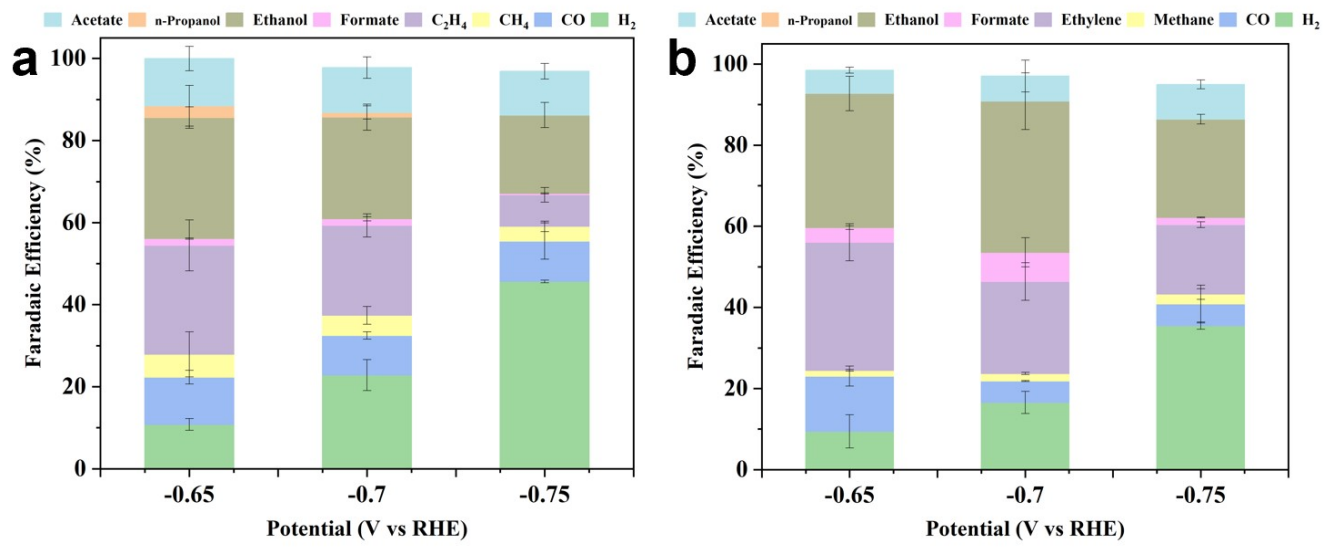 a
Acetate n-Propanol Ethanol Formate C₂H₄ CH₄ CO H₂
Faradaic Efficiency (%)
100
80
60
40
20
0
-0.65 -0.7 -0.75
Potential (V vs RHE)
b
Acetate n-Propanol Ethanol Formate Ethylene Methane CO H₂
Faradaic Efficiency (%)
100
80
60
40
20
0
-0.65 -0.7 -0.75
Potential (V vs RHE)